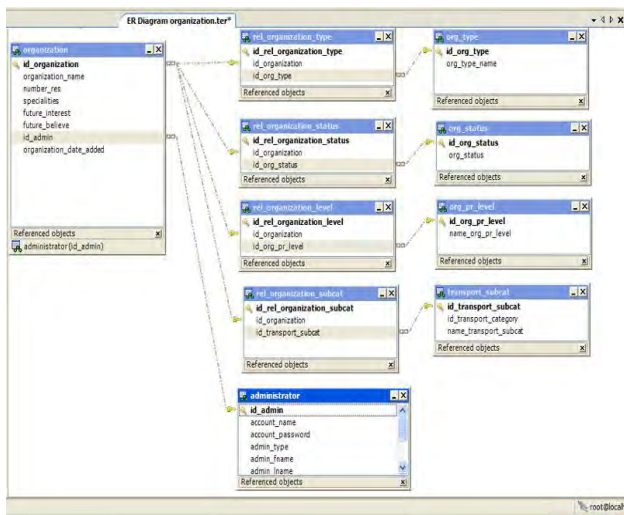 ER Diagram organization.ter*
organization
id_organization
organization_name
number_res
specialities
future_interest
future_believe
id_admin
organization_date_added
Referenced objects
administrator(id_admin)
rel_organization_type
id_rel_organization_type
id_organization
id_org_type
Referenced objects
org_type
id_org_type
org_type_name
Referenced objects
rel_organization_status
id_rel_organization_status
id_organization
id_org_status
Referenced objects
org_status
id_org_status
org_status
Referenced objects
rel_organization_level
id_rel_organization_level
id_organization
id_org_pr_level
Referenced objects
org_pr_level
id_org_pr_level
name_org_pr_level
Referenced objects
rel_organization_subcat
id_rel_organization_subcat
id_organization
id_transport_subcat
Referenced objects
transport_subcat
id_transport_subcat
id_transport_category
name_transport_subcat
Referenced objects
administrator
id_admin
account_name
account_password
admin_type
admin_fname
admin_lname
Referenced objects
root@local